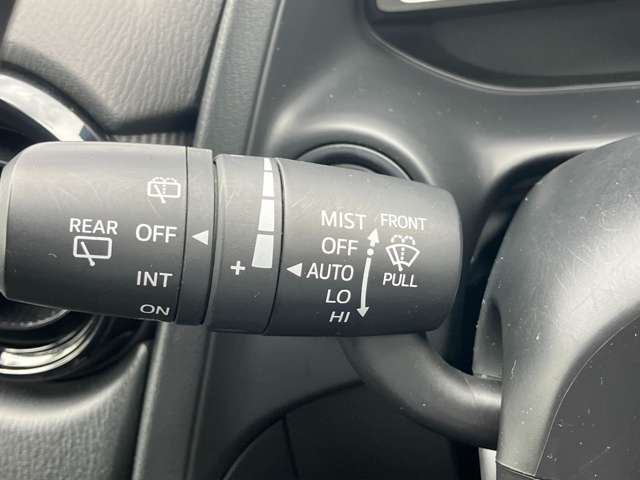 REAR
OFF
INT
ON
+
MIST
OFF
AUTO
LO
HI
FRONT
PULL